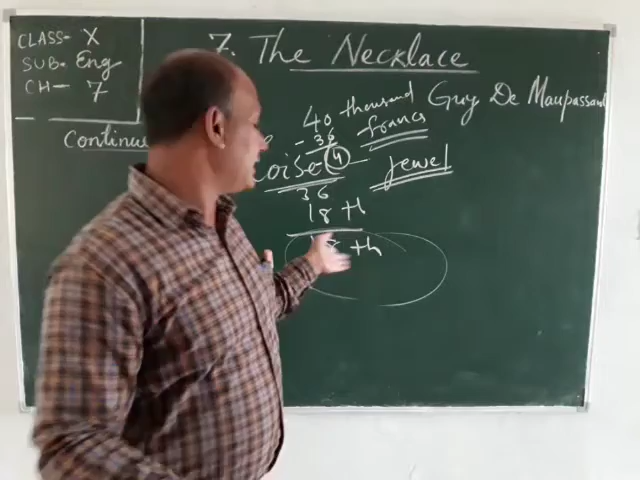 CLASS- X
SUB- Eng
CH- 7
7. The Necklace
Guy De Maupassant
Continue
40 thousand
francs
- 36
4
Jewel
36
18 th
th